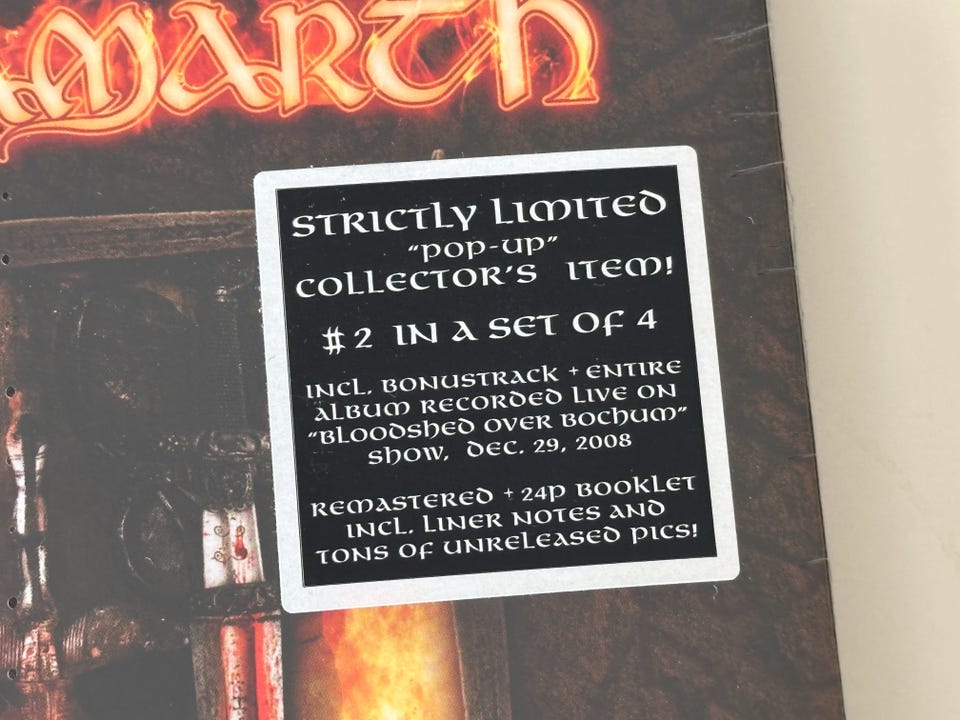 AMARTH
STRICTLY LIMITED
"POP-UP"
COLLECTOR'S ITEM!
#2 IN A SET OF 4
INCL. BONUSTRACK + ENTIRE
ALBUM RECORDED LIVE ON
"BLOODSHED OVER BOCHUM"
SHOW, DEC. 29, 2008
REMASTERED + 24P BOOKLET
INCL. LINER NOTES AND
TONS OF UNRELEASED PICS!